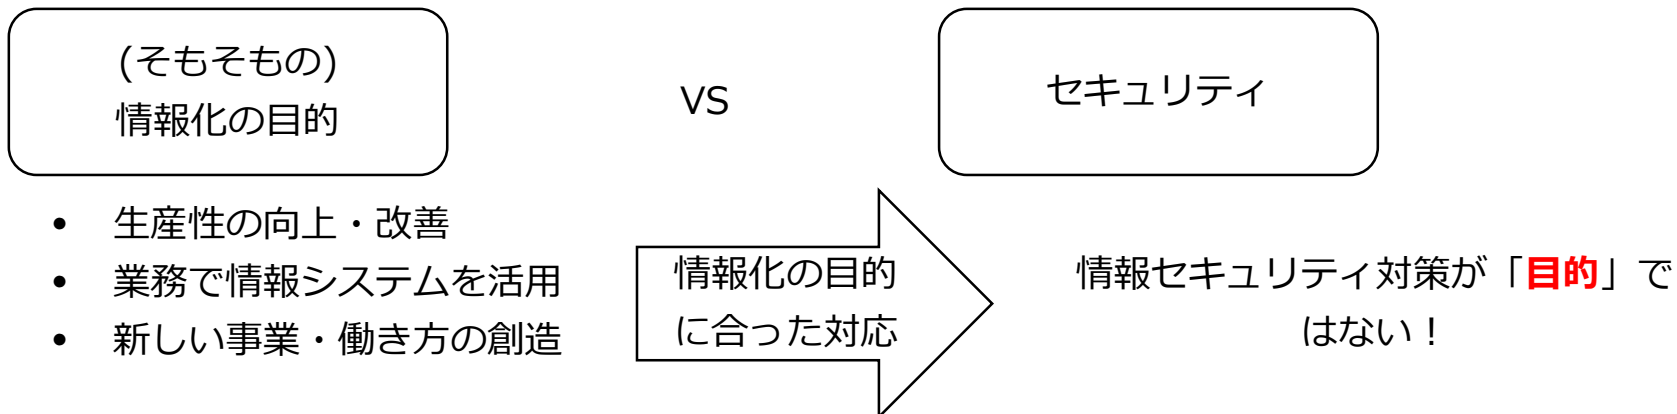 (そもそもの)
情報化の目的
VS
セキュリティ
• 生産性の向上・改善
• 業務で情報システムを活用
• 新しい事業・働き方の創造
情報化の目的
に合った対応
情報セキュリティ対策が「目的」で
はない！